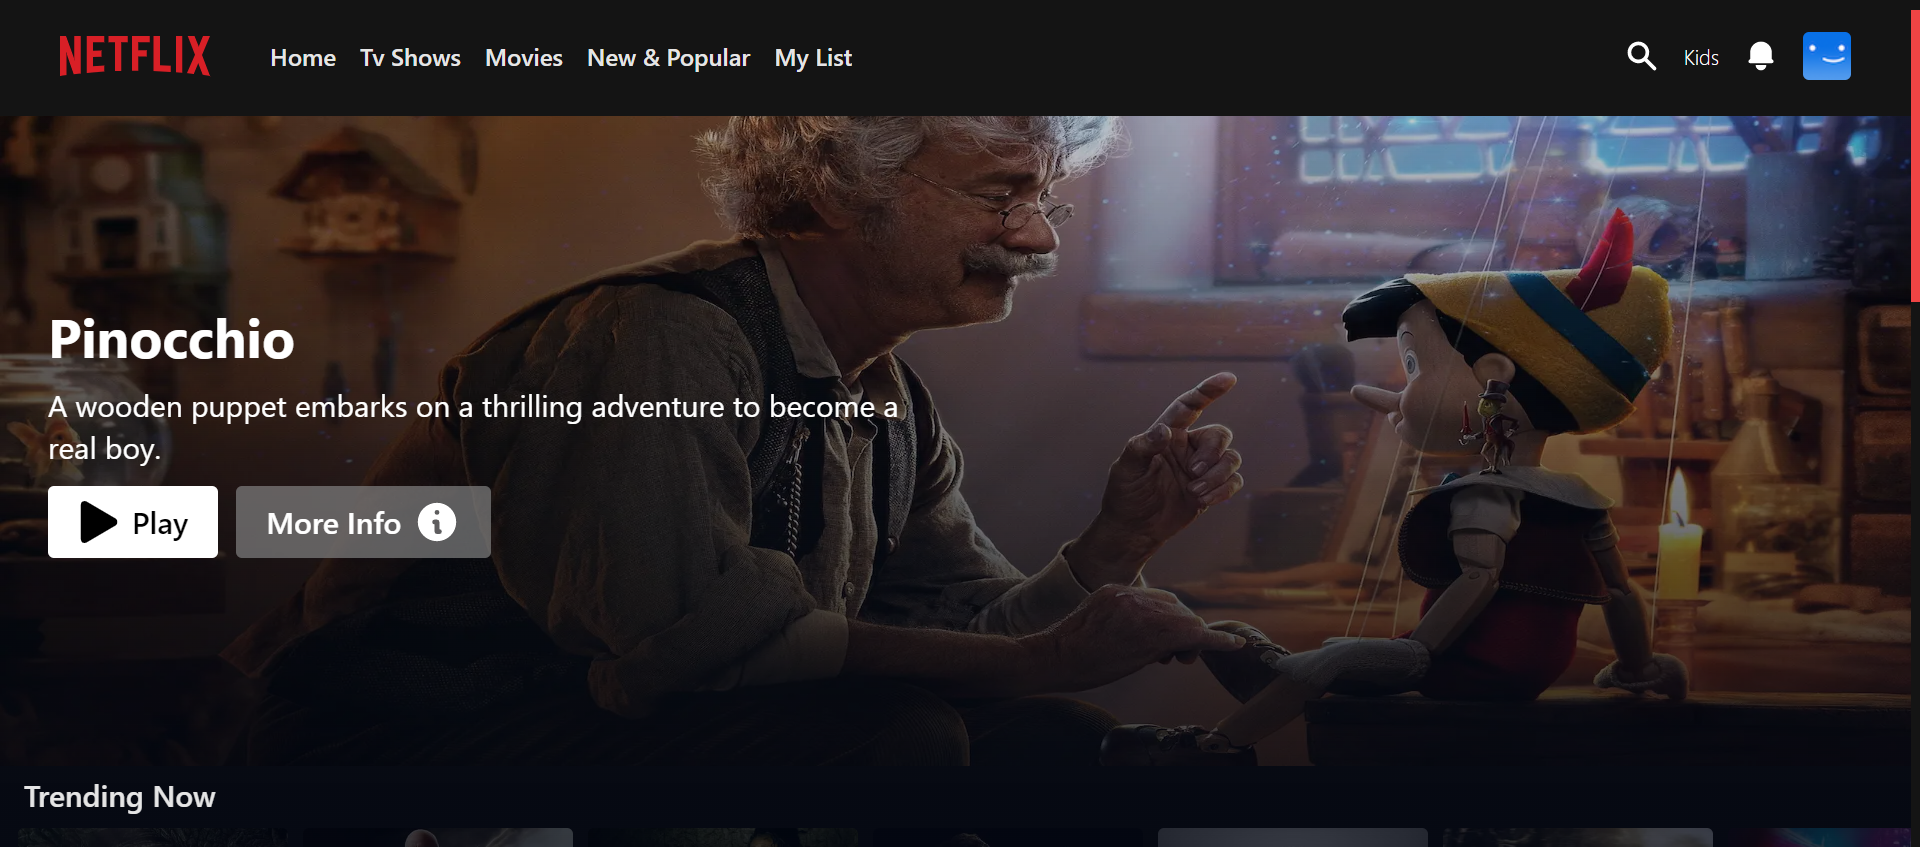 NETFLIX Home Tv Shows Movies New & Popular My List Kids
Pinocchio
A wooden puppet embarks on a thrilling adventure to become a
real boy.
Play More Info
Trending Now